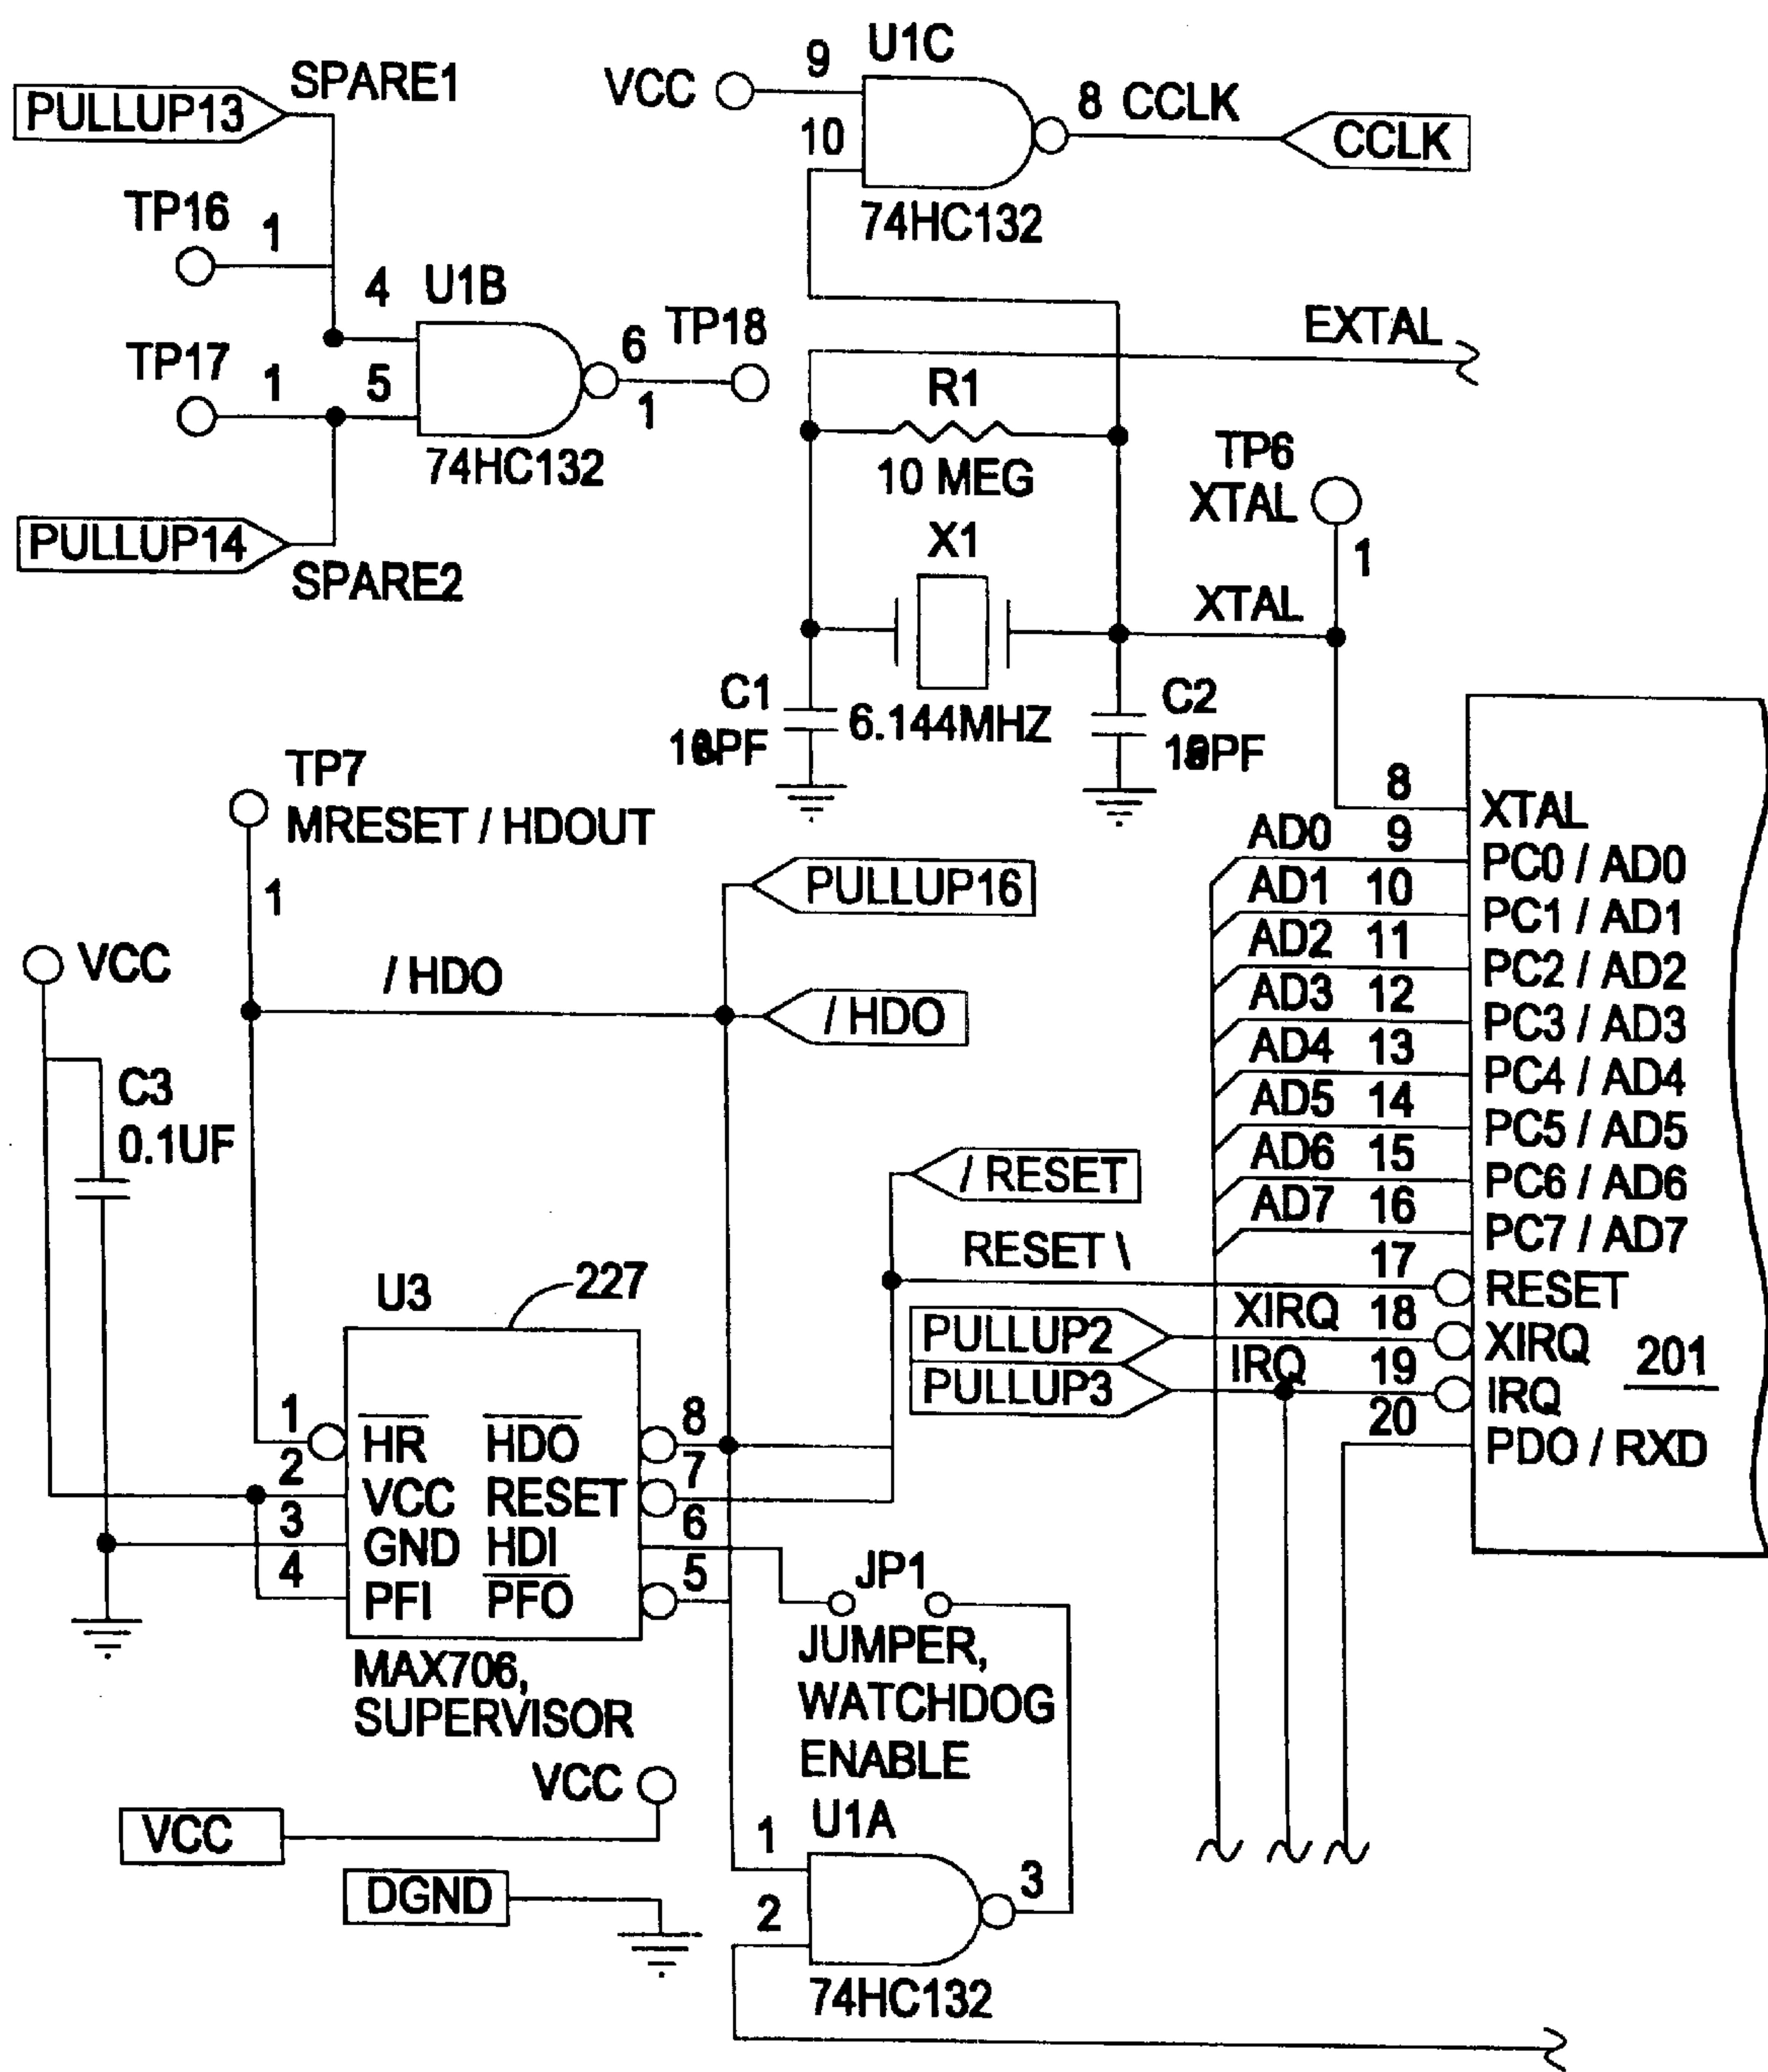 U1C
SPARE1
9
VCC
8 CCLK
PULLUP13
10
CCLK
TP16
1
74HC132
4
U1B
EXTAL
6
TP18
TP17
1
5
R1
1
TP6
74HC132
10 MEG
XTAL
PULLUP14
X1
1
SPARE2
XTAL
C1
C2
6.144MHZ
TP7
8
XTAL
MRESET / HDOUT
AD0
9
PC0 / AD0
PULLUP16
1
AD1
10
PC1 / AD1
AD2
11
VCC
/ HDO
PC2 / AD2
AD3
12
/ HDO
PC3 / AD3
AD4
13
C3
PC4 / AD4
AD5
14
0.1UF
PC5 / AD5
/ RESET
AD6
15
PC6 / AD6
AD7
16
PC7 / AD7
RESET \
17
U3
227
RESET
XIRQ
18
PULLUP2
XIRQ
201
IRQ
19
PULLUP3
IRQ
20
1
HR
HDO
8
PDO / RXD
2
VCC
RESET
7
3
GND
HDI
6
4
PFI
PFO
5
JP1
MAX706,
SUPERVISOR
JUMPER,
WATCHDOG
ENABLE
VCC
VCC
U1A
1
DGND
3
2
74HC132